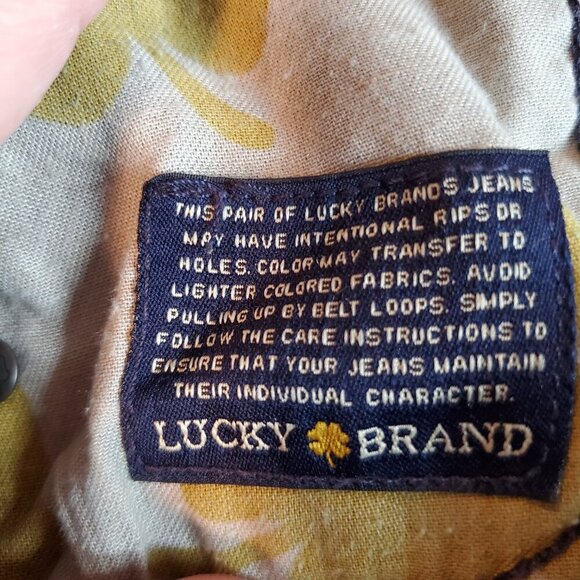 THIS PAIR OF LUCKY BRANDS JEANS
MAY HAVE INTENTIONAL RIPS OR
HOLES. COLOR MAY TRANSFER TO
LIGHTER COLORED FABRICS. AVOID
PULLING UP BY BELT LOOPS. SIMPLY
FOLLOW THE CARE INSTRUCTIONS TO
ENSURE THAT YOUR JEANS MAINTAIN
THEIR INDIVIDUAL CHARACTER.
LUCKY BRAND